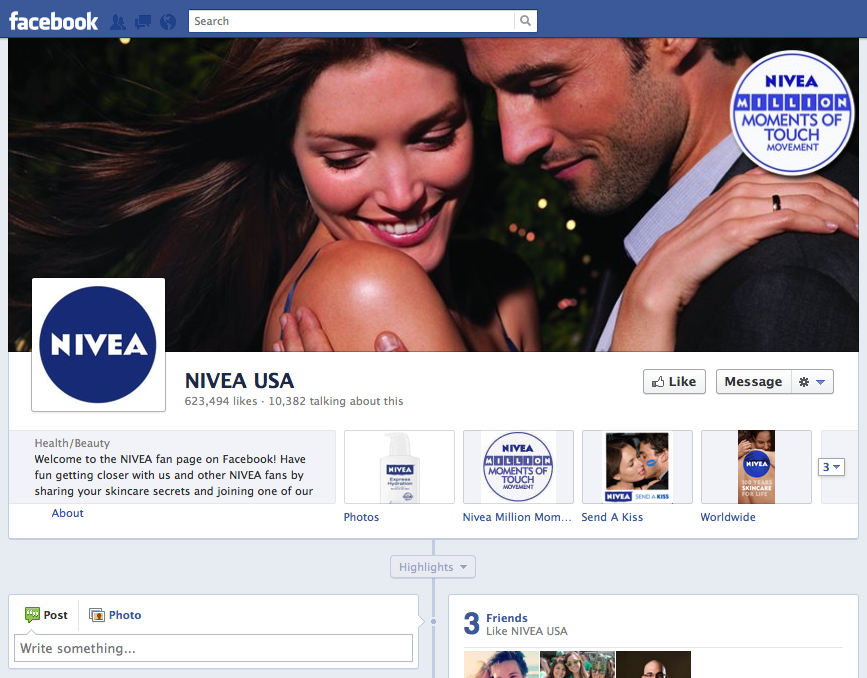 facebook
Search
NIVEA
MILLION
MOMENTS OF
TOUCH
MOVEMENT
NIVEA
NIVEA USA
623,494 likes · 10,382 talking about this
Like
Message
Health/Beauty
Welcome to the NIVEA fan page on Facebook! Have
fun getting closer with us and other NIVEA fans by
sharing your skincare secrets and joining one of our
About
NIVEA
Express
Hydration
Photos
NIVEA
MILLION
MOMENTS OF
TOUCH
MOVEMENT
Nivea Million Mom...
NIVEA SEND A KISS
Send A Kiss
NIVEA
100 YEARS
SKINCARE
FOR LIFE
Worldwide
3
Highlights
Post
Photo
Write something...
3 Friends
Like NIVEA USA